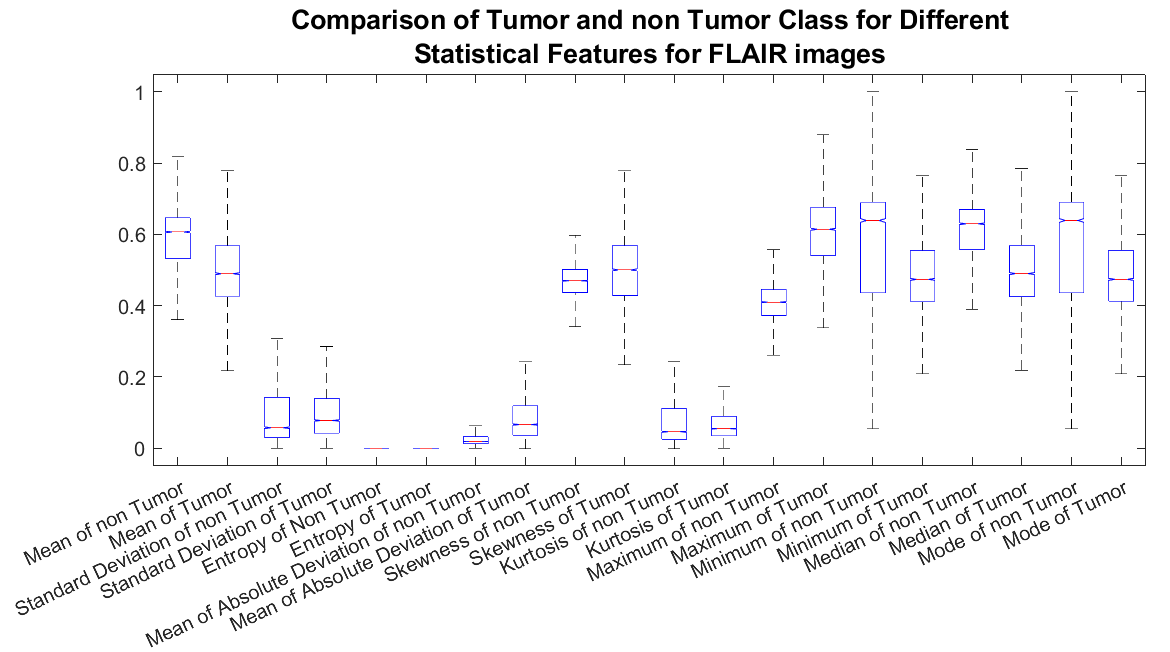 Comparison of Tumor and non Tumor Class for Different
Statistical Features for FLAIR images
1
0.8
0.6
0.4
0.2
0
Mean of non Tumor
Mean of Tumor
Standard Deviation of non Tumor
Standard Deviation of Tumor
Entropy of Non Tumor
Entropy of Tumor
Mean of Absolute Deviation of non Tumor
Mean of Absolute Deviation of Tumor
Skewness of non Tumor
Skewness of Tumor
Kurtosis of non Tumor
Kurtosis of Tumor
Maximum of non Tumor
Maximum of Tumor
Minimum of non Tumor
Minimum of Tumor
Median of non Tumor
Median of Tumor
Mode of non Tumor
Mode of Tumor